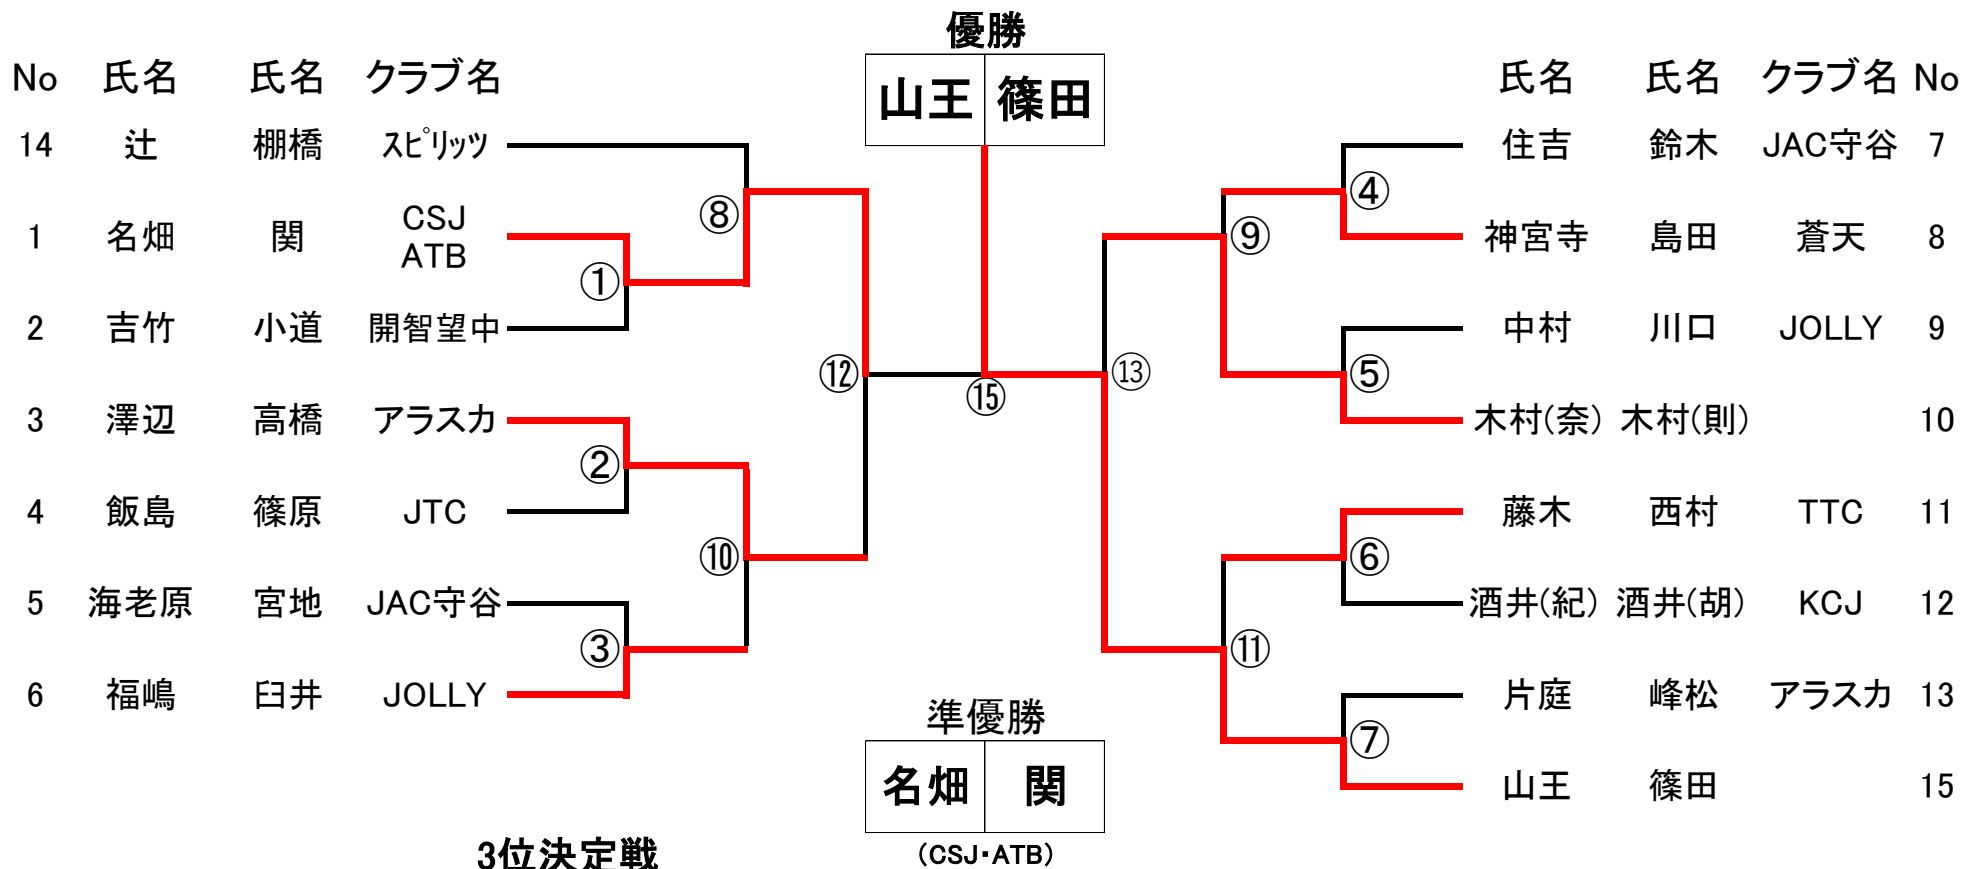 優勝
山王 篠田
No 氏名 氏名 クラブ名
14 辻 棚橋 スピリッツ
1 名畑 関 CSJ
ATB
2 吉竹 小道 開智望中
3 澤辺 高橋 アラスカ
4 飯島 篠原 JTC
5 海老原 宮地 JAC守谷
6 福嶋 臼井 JOLLY
⑧
①
②
③
⑫
⑩
⑮
⑬
⑨
⑪
④
⑤
⑥
⑦
氏名 氏名 クラブ名 No
住吉 鈴木 JAC守谷 7
神宮寺 島田 蒼天 8
中村 川口 JOLLY 9
木村(奈) 木村(則) 10
藤木 西村 TTC 11
酒井(紀) 酒井(胡) KCJ 12
片庭 峰松 アラスカ 13
山王 篠田 15
準優勝
名畑 関
(CSJ・ATB)
3位決定戦